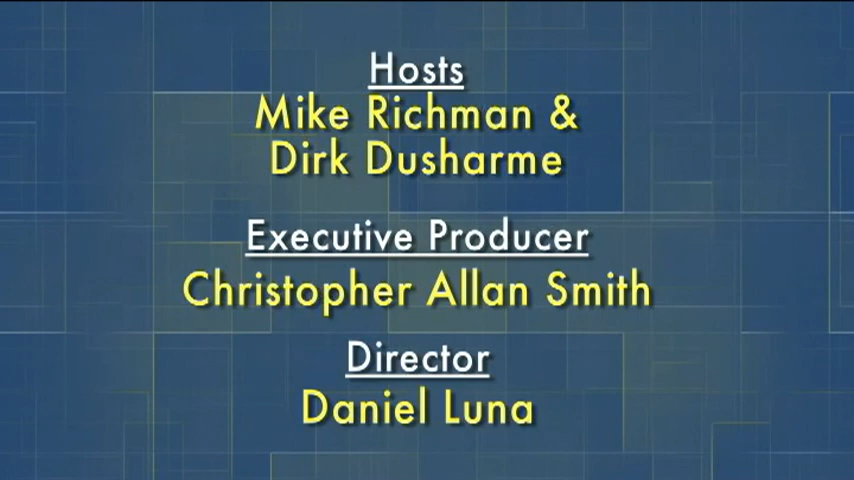 Hosts
Mike Richman &
Dirk Dusharme
Executive Producer
Christopher Allan Smith
Director
Daniel Luna